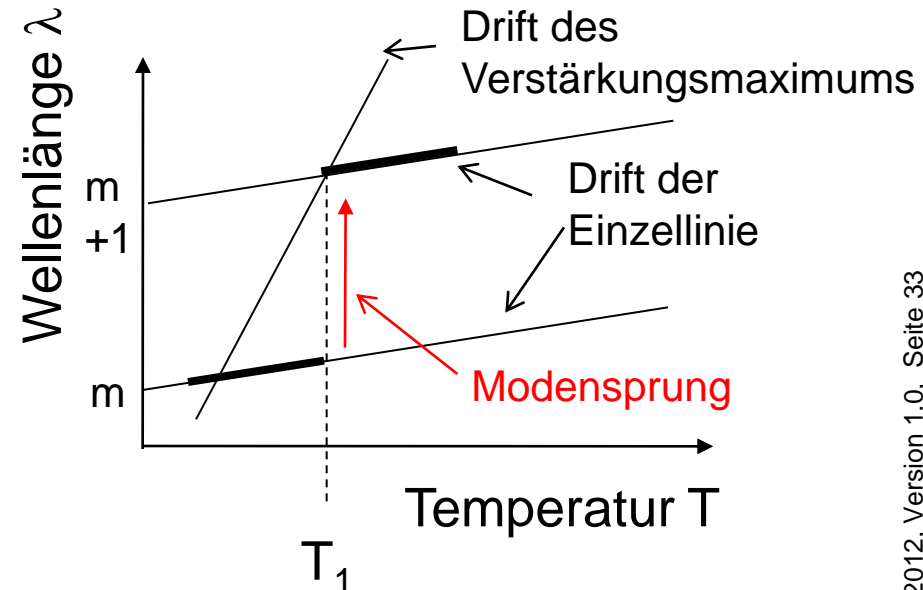 Drift des
Verstärkungsmaximums
Wellenlänge λ
m
+1
Drift der
Einzellinie
m
Modensprung
Temperatur T
T₁
2012, Version 1.0, Seite 33